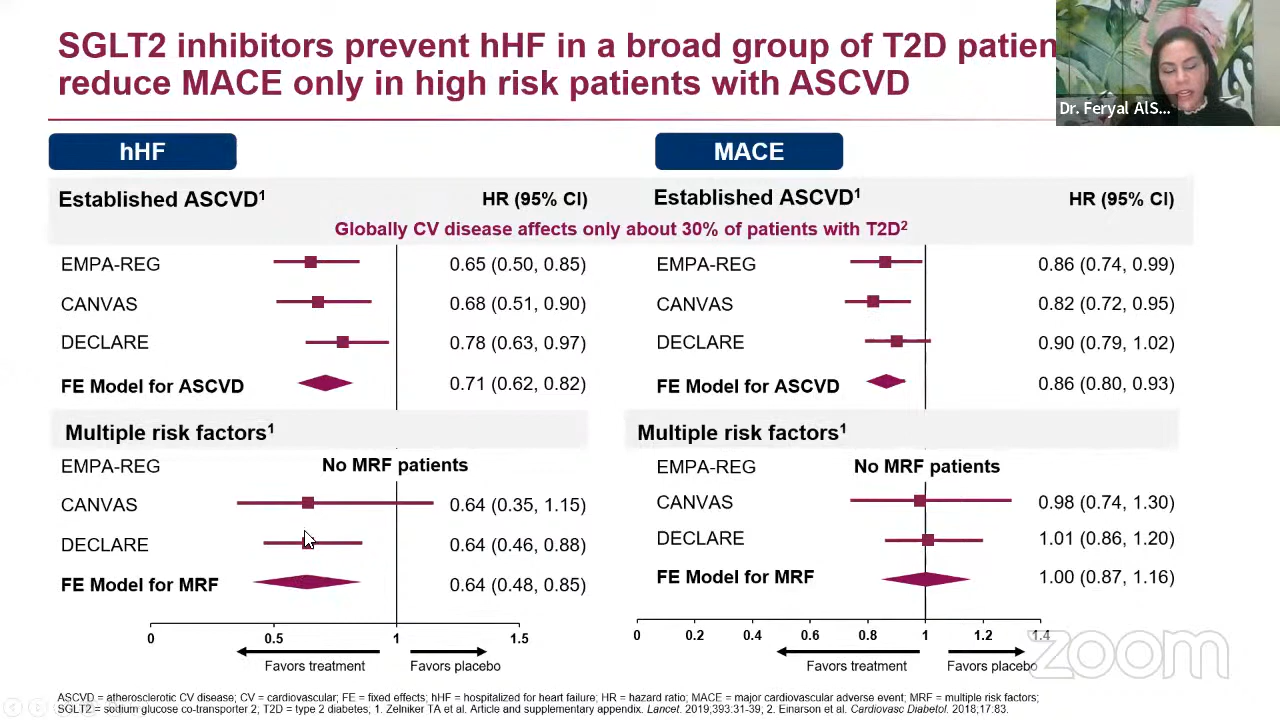 SGLT2 inhibitors prevent hHF in a broad group of T2D
reduce MACE only in high risk patients with ASCVD
Dr. Feryal AlS...
hHF
MACE
Established ASCVD¹ HR (95% CI)
Established ASCVD¹ HR (95% CI)
Globally CV disease affects only about 30% of patients with T2D²
EMPA-REG 0.65 (0.50, 0.85)
CANVAS 0.68 (0.51, 0.90)
DECLARE 0.78 (0.63, 0.97)
FE Model for ASCVD 0.71 (0.62, 0.82)
EMPA-REG 0.86 (0.74, 0.99)
CANVAS 0.82 (0.72, 0.95)
DECLARE 0.90 (0.79, 1.02)
FE Model for ASCVD 0.86 (0.80, 0.93)
Multiple risk factors¹
EMPA-REG No MRF patients
CANVAS 0.64 (0.35, 1.15)
DECLARE 0.64 (0.46, 0.88)
FE Model for MRF 0.64 (0.48, 0.85)
0 0.5 1 1.5
Favors treatment Favors placebo
Multiple risk factors¹
EMPA-REG No MRF patients
CANVAS 0.98 (0.74, 1.30)
DECLARE 1.01 (0.86, 1.20)
FE Model for MRF 1.00 (0.87, 1.16)
0 0.2 0.4 0.6 0.8 1 1.2 1.4
Favors treatment Favors placebo
zoom
ASCVD = atherosclerotic CV disease; CV = cardiovascular; FE = fixed effects; hHF = hospitalized for heart failure; HR = hazard ratio; MACE = major cardiovascular adverse event; MRF = multiple risk factors;
SGLT2 = sodium glucose co-transporter 2; T2D = type 2 diabetes; 1. Zelniker TA et al. Article and supplementary appendix. Lancet. 2019;393:31-39, 2. Einarson et al. Cardiovasc Diabetol. 2018;17:83.